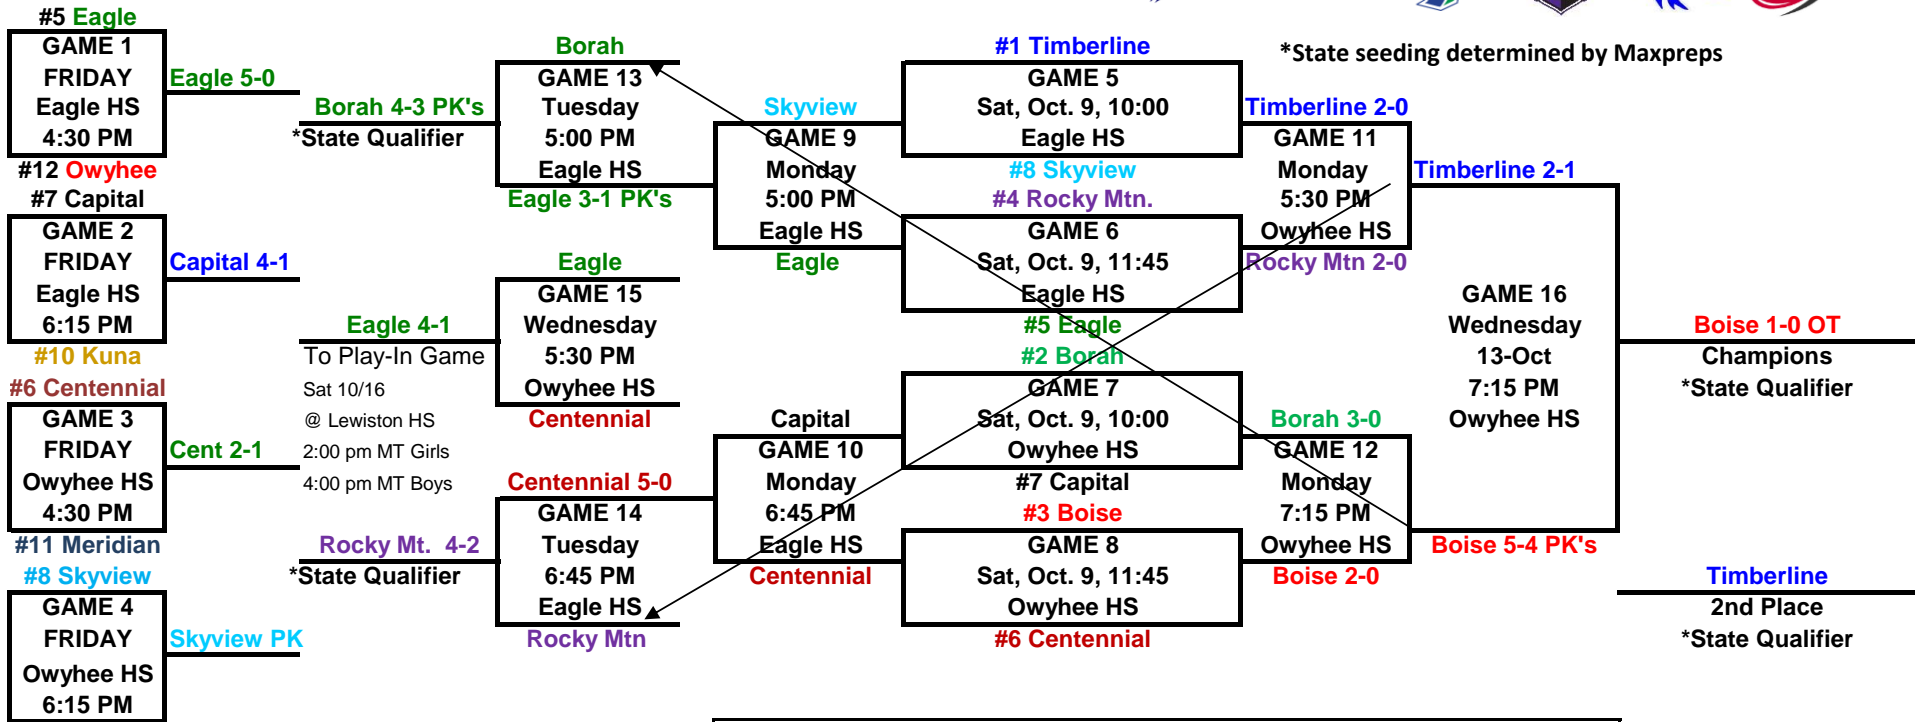 #5 Eagle
GAME 1
FRIDAY
Eagle HS
4:30 PM
#12 Owyhee
Eagle 5-0
#7 Capital
GAME 2
FRIDAY
Eagle HS
6:15 PM
#10 Kuna
Capital 4-1
#6 Centennial
GAME 3
FRIDAY
Owyhee HS
4:30 PM
#11 Meridian
Cent 2-1
#8 Skyview
GAME 4
FRIDAY
Owyhee HS
6:15 PM
Skyview PK
Borah 4-3 PK's
*State Qualifier
Eagle 4-1
To Play-In Game
Sat 10/16
@ Lewiston HS
2:00 pm MT Girls
4:00 pm MT Boys
Rocky Mt. 4-2
*State Qualifier
Borah
GAME 13
Tuesday
5:00 PM
Eagle HS
Eagle 3-1 PK's
Eagle
GAME 15
Wednesday
5:30 PM
Owyhee HS
Centennial
Centennial 5-0
GAME 14
Tuesday
6:45 PM
Eagle HS
Rocky Mtn
Skyview
GAME 9
Monday
5:00 PM
Eagle HS
Eagle
Capital
GAME 10
Monday
6:45 PM
Eagle HS
Centennial
#1 Timberline
GAME 5
Sat, Oct. 9, 10:00
Eagle HS
#8 Skyview
#4 Rocky Mtn.
GAME 6
Sat, Oct. 9, 11:45
Eagle HS
#5 Eagle
#2 Borah
GAME 7
Sat, Oct. 9, 10:00
Owyhee HS
#7 Capital
#3 Boise
GAME 8
Sat, Oct. 9, 11:45
Owyhee HS
#6 Centennial
*State seeding determined by Maxpreps
Timberline 2-0
GAME 11
Monday
5:30 PM
Owyhee HS
Rocky Mtn 2-0
Borah 3-0
GAME 12
Monday
7:15 PM
Owyhee HS
Boise 2-0
Timberline 2-1
GAME 16
Wednesday
13-Oct
7:15 PM
Owyhee HS
Boise 5-4 PK's
Boise 1-0 OT
Champions
*State Qualifier
Timberline
2nd Place
*State Qualifier